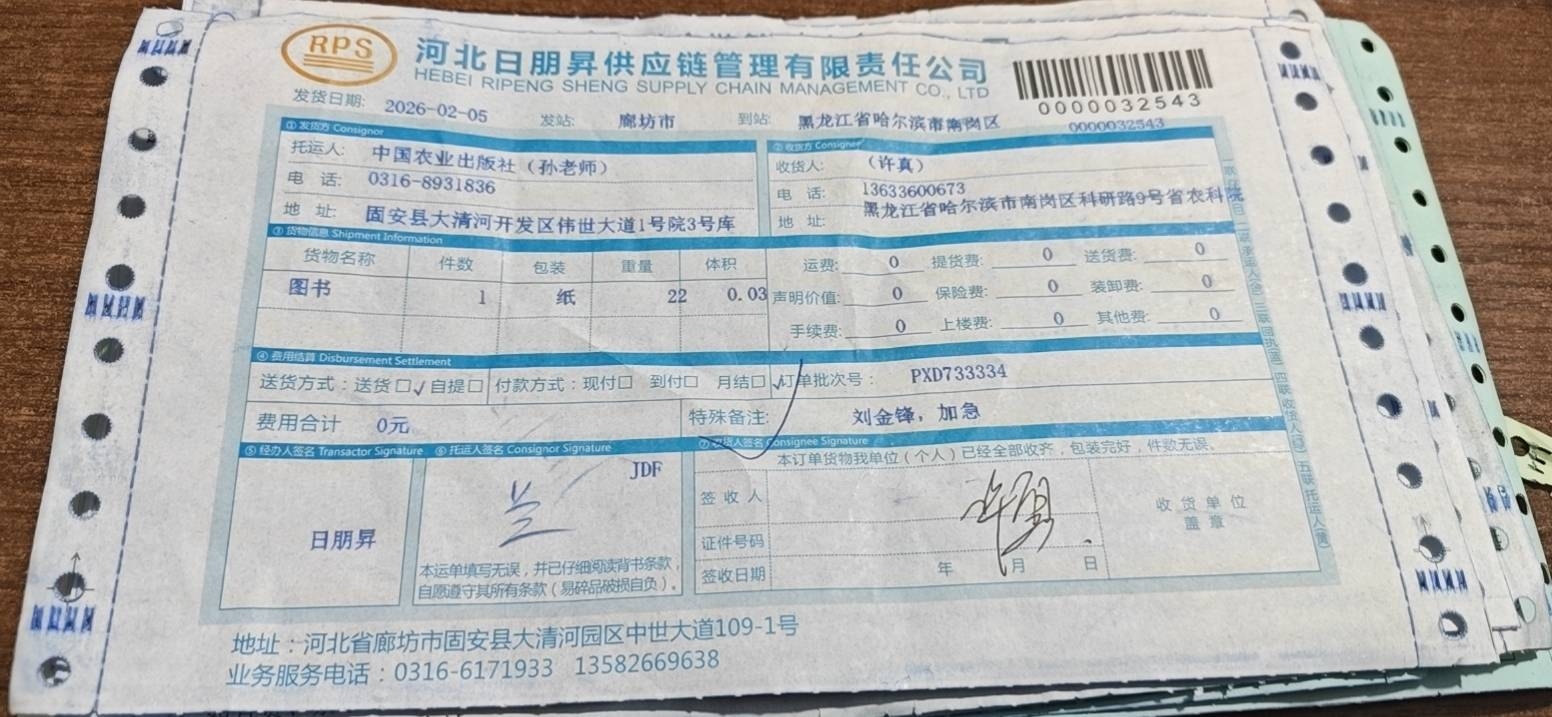 RPS
河北日朋昇供应链管理有限责任公司
HEBEI RIPENG SHENG SUPPLY CHAIN MANAGEMENT CO., LTD
0000032543
发货日期: 2026-02-05 发站: 廊坊市 到站: 黑龙江省哈尔滨市南岗区 0000032543
① 发货方 Consignor
托运人: 中国农业出版社（孙老师）
电 话: 0316-8931836
地 址: 固安县大清河开发区伟世大道1号院3号库
② 收货方 Consignee
收货人: （许真）
电 话: 13633600673
地 址: 黑龙江省哈尔滨市南岗区科研路9号省农科院
③ 货物信息 Shipment Information
货物名称 件数 包装 重量 体积
图书 1 纸 22 0.03
运费: 0 提货费: 0 送货费: 0
声明价值: 0 保险费: 0 装卸费: 0
手续费: 0 上楼费: 0 其他费: 0
④ 费用结算 Disbursement Settlement
送货方式：送货□√自提□ 付款方式：现付□ 到付□ 月结□√ 订单批次号： PXD733334
费用合计 0元 特殊备注: 刘金锋，加急
⑤ 经办人签名 Transactor Signature
日朋昇
⑥ 托运人签名 Consignor Signature
JDF
本运单填写无误，并已仔细阅读背书条款，
自愿遵守其所有条款（易碎品破损自负）。
⑦ 收货人签名 Consignee Signature
本订单货物我单位（个人）已经全部收齐，包装完好，件数无误。
签 收 人
证件号码
签收日期 年 月 日
收 货 单 位
盖 章
地址：河北省廊坊市固安县大清河园区中世大道109-1号
业务服务电话：0316-6171933 13582669638